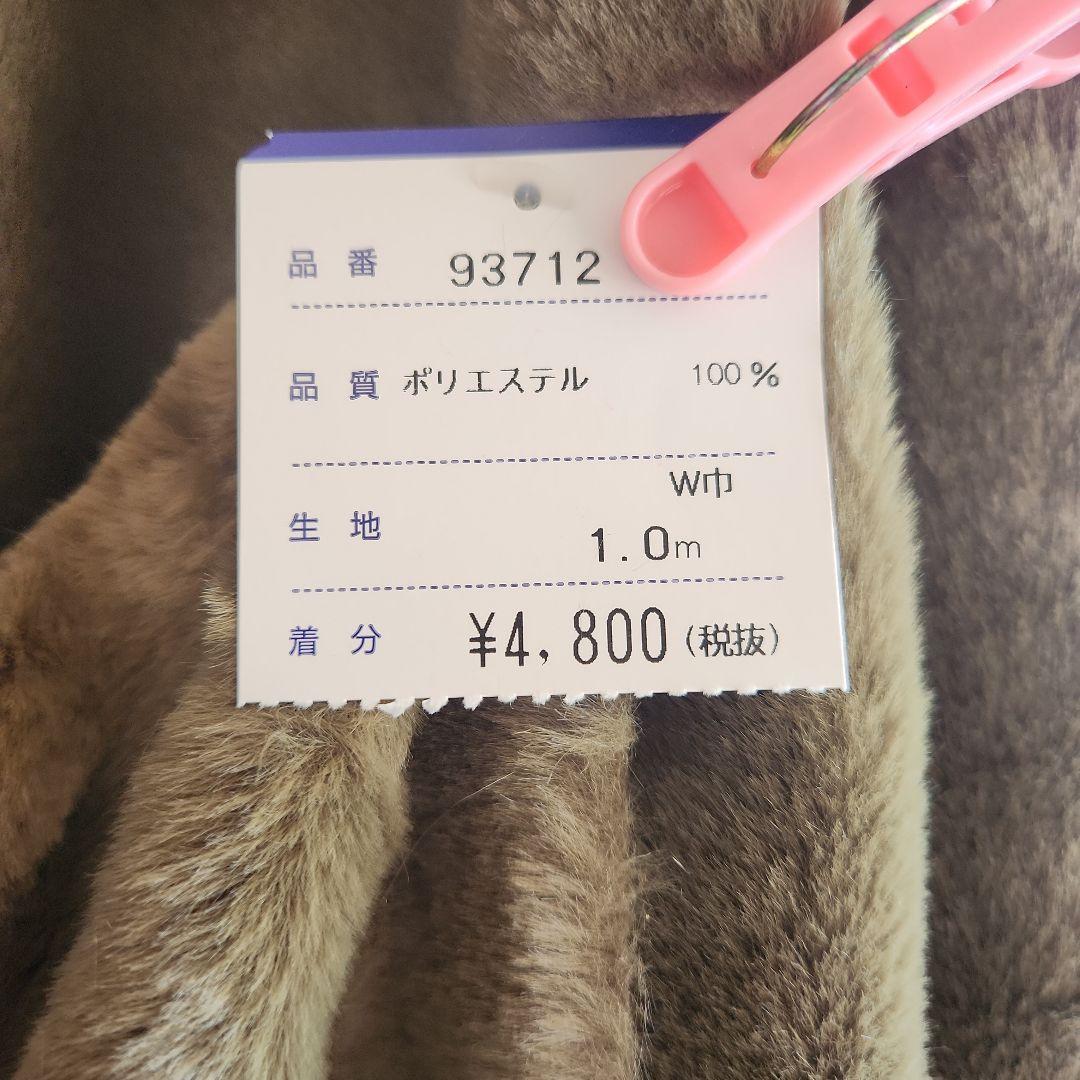 品番 93712
品質 ポリエステル 100%
W巾
生地 1.0m
着分 ¥4,800(税抜)